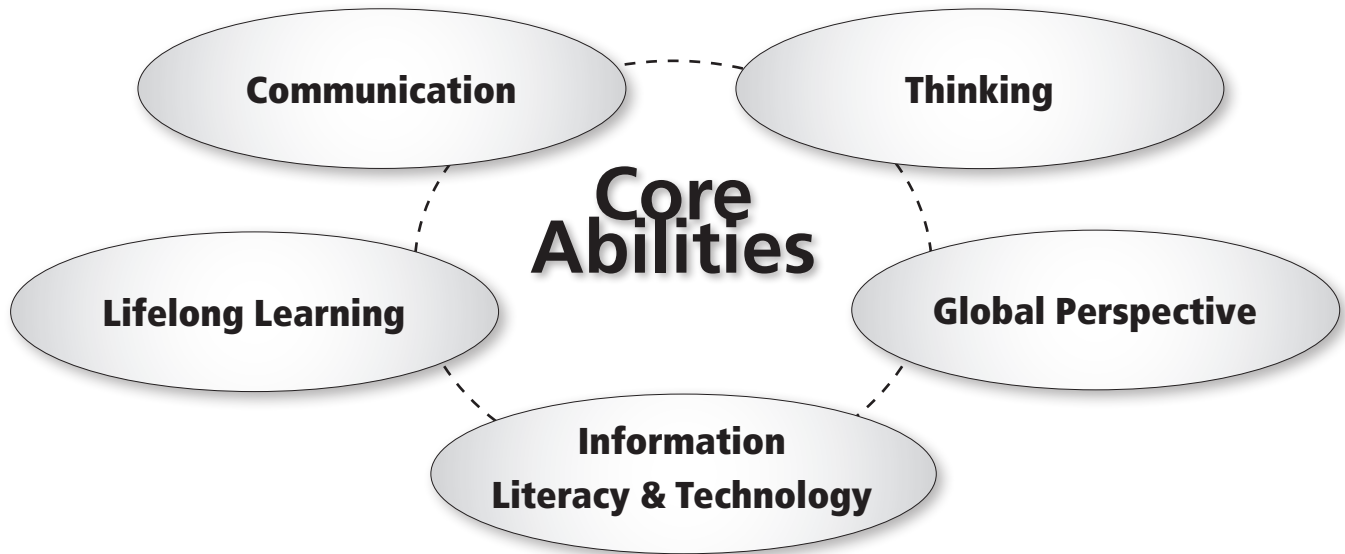 Communication
Thinking
Core
Abilities
Lifelong Learning
Global Perspective
Information
Literacy & Technology